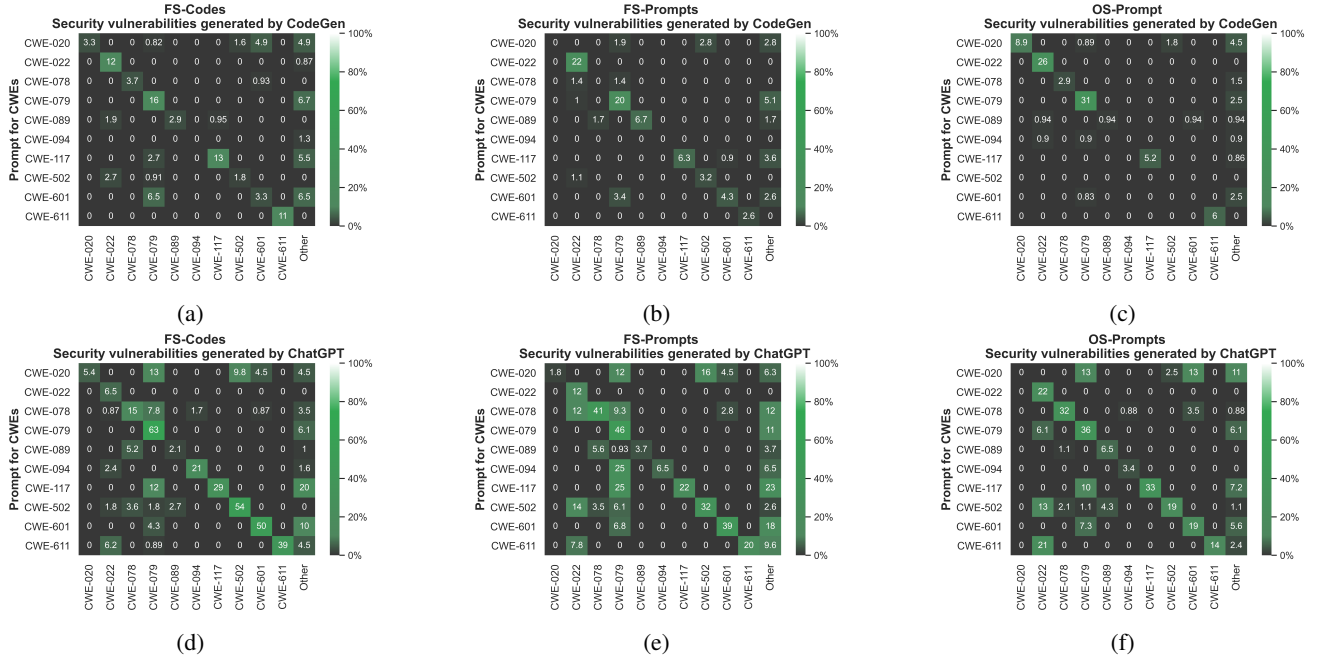 FS-Codes
Security vulnerabilities generated by CodeGen
Prompt for CWEs
CWE-020 3.3 0 0 0.82 0 0 0 1.6 4.9 0 4.9
CWE-022 0 12 0 0 0 0 0 0 0 0 0.87
CWE-078 0 0 3.7 0 0 0 0 0 0.93 0 0
CWE-079 0 0 0 16 0 0 0 0 0 0 6.7
CWE-089 0 1.9 0 0 2.9 0 0.95 0 0 0 0
CWE-094 0 0 0 0 0 0 0 0 0 0 1.3
CWE-117 0 0 0 2.7 0 0 13 0 0 0 5.5
CWE-502 0 2.7 0 0.91 0 0 0 1.8 0 0 0
CWE-601 0 0 0 6.5 0 0 0 0 3.3 0 6.5
CWE-611 0 0 0 0 0 0 0 0 0 11 0
CWE-020 CWE-022 CWE-078 CWE-079 CWE-089 CWE-094 CWE-117 CWE-502 CWE-601 CWE-611 Other
100%
80%
60%
40%
20%
0%
(a)
FS-Prompts
Security vulnerabilities generated by CodeGen
Prompt for CWEs
CWE-020 0 0 0 1.9 0 0 0 2.8 0 0 2.8
CWE-022 0 22 0 0 0 0 0 0 0 0 0
CWE-078 0 1.4 0 1.4 0 0 0 0 0 0 0
CWE-079 0 1 0 20 0 0 0 0 0 0 5.1
CWE-089 0 0 1.7 0 6.7 0 0 0 0 0 1.7
CWE-094 0 0 0 0 0 0 0 0 0 0 0
CWE-117 0 0 0 0 0 0 6.3 0 0.9 0 3.6
CWE-502 0 1.1 0 0 0 0 0 3.2 0 0 0
CWE-601 0 0 0 3.4 0 0 0 0 4.3 0 2.6
CWE-611 0 0 0 0 0 0 0 0 0 2.6 0
CWE-020 CWE-022 CWE-078 CWE-079 CWE-089 CWE-094 CWE-117 CWE-502 CWE-601 CWE-611 Other
100%
80%
60%
40%
20%
0%
(b)
OS-Prompt
Security vulnerabilities generated by CodeGen
Prompt for CWEs
CWE-020 8.9 0 0 0.89 0 0 0 1.8 0 0 4.5
CWE-022 0 26 0 0 0 0 0 0 0 0 0
CWE-078 0 0 2.9 0 0 0 0 0 0 0 1.5
CWE-079 0 0 0 31 0 0 0 0 0 0 2.5
CWE-089 0 0.94 0 0 0.94 0 0 0 0.94 0 0.94
CWE-094 0 0.9 0 0.9 0 0 0 0 0 0 0.9
CWE-117 0 0 0 0 0 0 5.2 0 0 0 0.86
CWE-502 0 0 0 0 0 0 0 0 0 0 0
CWE-601 0 0 0 0.83 0 0 0 0 0 0 2.5
CWE-611 0 0 0 0 0 0 0 0 0 6 0
CWE-020 CWE-022 CWE-078 CWE-079 CWE-089 CWE-094 CWE-117 CWE-502 CWE-601 CWE-611 Other
100%
80%
60%
40%
20%
0%
(c)
FS-Codes
Security vulnerabilities generated by ChatGPT
Prompt for CWEs
CWE-020 5.4 0 0 13 0 0 0 9.8 4.5 0 4.5
CWE-022 0 6.5 0 0 0 0 0 0 0 0 0
CWE-078 0 0.87 15 7.8 0 1.7 0 0 0.87 0 3.5
CWE-079 0 0 0 63 0 0 0 0 0 0 6.1
CWE-089 0 0 5.2 0 2.1 0 0 0 0 0 1
CWE-094 0 2.4 0 0 0 21 0 0 0 0 1.6
CWE-117 0 0 0 12 0 0 29 0 0 0 20
CWE-502 0 1.8 3.6 1.8 2.7 0 0 54 0 0 0
CWE-601 0 0 0 4.3 0 0 0 0 50 0 10
CWE-611 0 6.2 0 0.89 0 0 0 0 0 39 4.5
CWE-020 CWE-022 CWE-078 CWE-079 CWE-089 CWE-094 CWE-117 CWE-502 CWE-601 CWE-611 Other
100%
80%
60%
40%
20%
0%
(d)
FS-Prompts
Security vulnerabilities generated by ChatGPT
Prompt for CWEs
CWE-020 1.8 0 0 12 0 0 0 16 4.5 0 6.3
CWE-022 0 12 0 0 0 0 0 0 0 0 0
CWE-078 0 12 41 9.3 0 0 0 0 2.8 0 12
CWE-079 0 0 0 46 0 0 0 0 0 0 11
CWE-089 0 0 5.6 0.93 3.7 0 0 0 0 0 3.7
CWE-094 0 0 0 25 0 6.5 0 0 0 0 6.5
CWE-117 0 0 0 25 0 0 22 0 0 0 23
CWE-502 0 14 3.5 6.1 0 0 0 32 0 0 2.6
CWE-601 0 0 0 6.8 0 0 0 0 39 0 18
CWE-611 0 7.8 0 0 0 0 0 0 0 20 9.6
CWE-020 CWE-022 CWE-078 CWE-079 CWE-089 CWE-094 CWE-117 CWE-502 CWE-601 CWE-611 Other
100%
80%
60%
40%
20%
0%
(e)
OS-Prompts
Security vulnerabilities generated by ChatGPT
Prompt for CWEs
CWE-020 0 0 0 13 0 0 0 2.5 13 0 11
CWE-022 0 22 0 0 0 0 0 0 0 0 0
CWE-078 0 0 32 0 0 0.88 0 0 3.5 0 0.88
CWE-079 0 6.1 0 36 0 0 0 0 0 0 6.1
CWE-089 0 0 1.1 0 6.5 0 0 0 0 0 0
CWE-094 0 0 0 0 0 3.4 0 0 0 0 0
CWE-117 0 0 0 10 0 0 33 0 0 0 7.2
CWE-502 0 13 2.1 1.1 4.3 0 0 19 0 0 1.1
CWE-601 0 0 0 7.3 0 0 0 0 19 0 5.6
CWE-611 0 21 0 0 0 0 0 0 0 14 2.4
CWE-020 CWE-022 CWE-078 CWE-079 CWE-089 CWE-094 CWE-117 CWE-502 CWE-601 CWE-611 Other
100%
80%
60%
40%
20%
0%
(f)